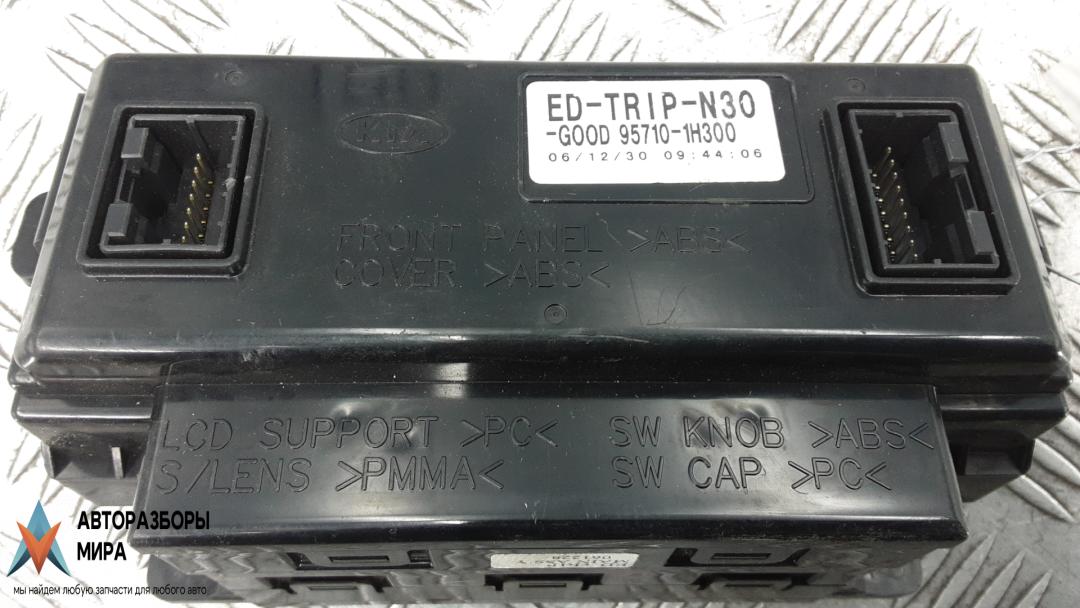 KIA
ED-TRIP-N30
-GOOD 95710-1H300
06/12/30 09:44:06
FRONT PANEL >ABS<
COVER >ABS<
LCD SUPPORT >PC< SW KNOB >ABS<
S/LENS >PMMA< SW CAP >PC<
АВТОРАЗБОРЫ
МИРА
мы найдем любую запчасти для любого авто